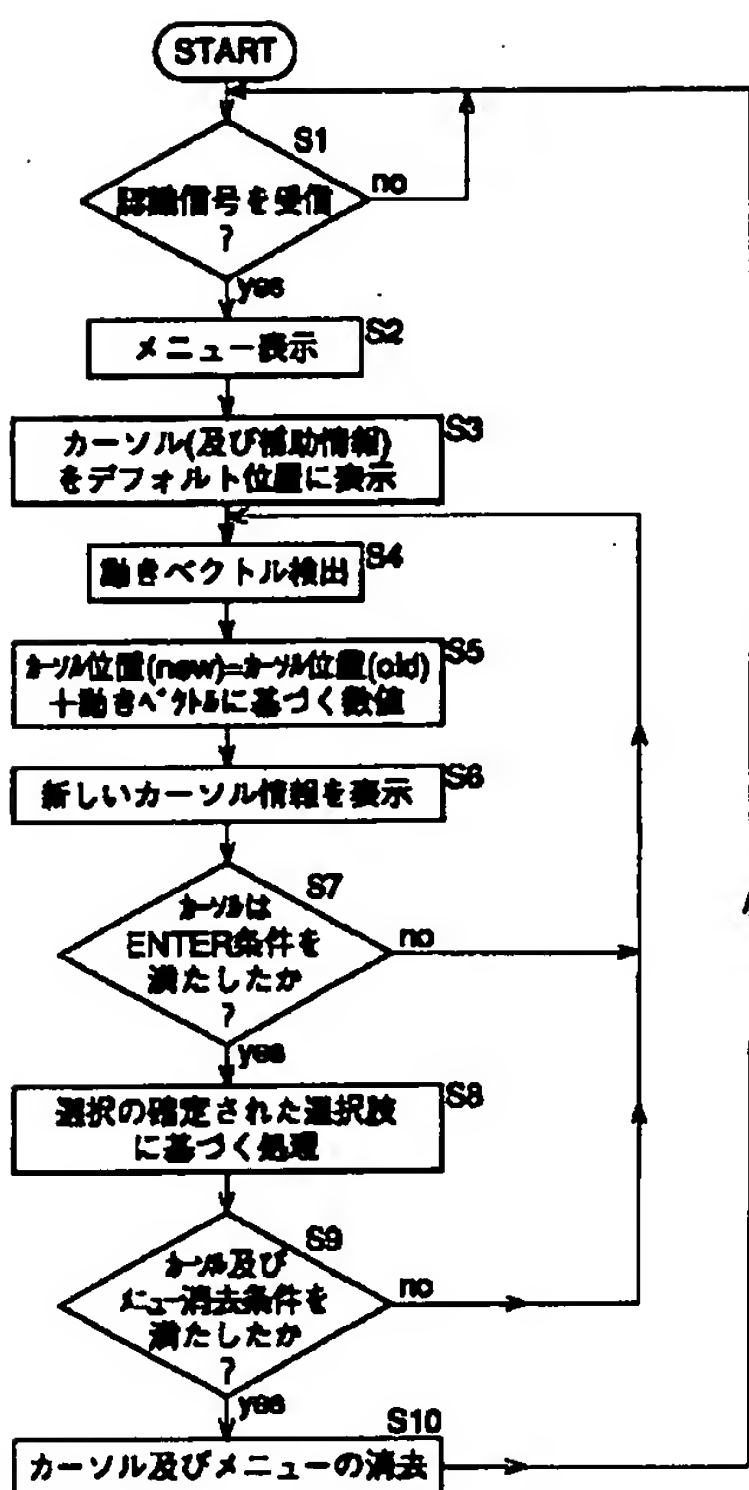 START
S1
認識信号を受信
?
no
yes
S2
メニュー表示
S3
カーソル(及び補助情報)
をデフォルト位置に表示
S4
動きベクトル検出
S5
カーソル位置(new)=カーソル位置(old)
+動きベクトルに基づく数値
S6
新しいカーソル情報を表示
S7
カーソルは
ENTER条件を
満たしたか
?
no
yes
S8
選択の確定された選択肢
に基づく処理
S9
カーソル及び
メニュー消去条件を
満たしたか
?
no
yes
S10
カーソル及びメニューの消去